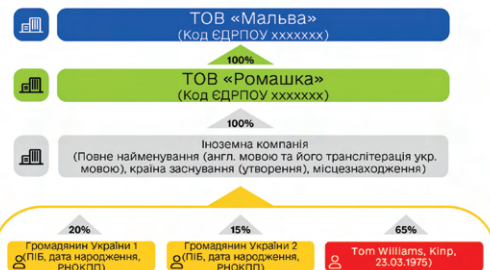 ТОВ «Мальва»
(Код ЄДРПОУ xxxxxxx)
100%
ТОВ «Ромашка»
(Код ЄДРПОУ xxxxxxx)
100%
Іноземна компанія
(Повне найменування (англ. мовою та його транслітерація укр.
мовою), країна заснування (утворення), місцезнаходження)
20%
15%
65%
Громадянин України 1
(ПІБ, дата народження,
РНОКПП)
Громадянин України 2
(ПІБ, дата народження,
РНОКПП)
Tom Williams, Кіпр,
23.03.1975)